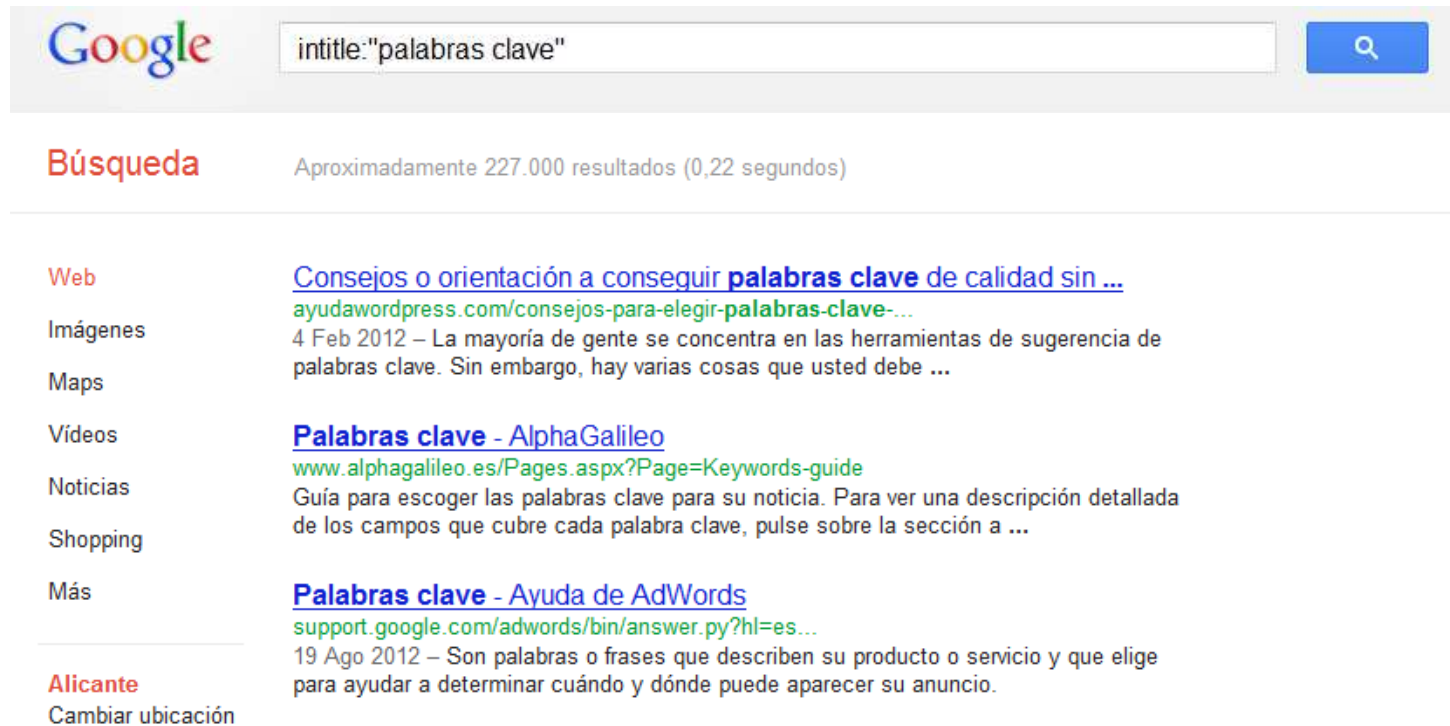 Google
intitle:"palabras clave"
Búsqueda
Aproximadamente 227.000 resultados (0,22 segundos)
Web
Imágenes
Maps
Vídeos
Noticias
Shopping
Más
Alicante
Cambiar ubicación
Consejos o orientación a conseguir palabras clave de calidad sin ...
ayudawordpress.com/consejos-para-elegir-palabras-clave-...
4 Feb 2012 – La mayoría de gente se concentra en las herramientas de sugerencia de
palabras clave. Sin embargo, hay varias cosas que usted debe ...
Palabras clave - AlphaGalileo
www.alphagalileo.es/Pages.aspx?Page=Keywords-guide
Guía para escoger las palabras clave para su noticia. Para ver una descripción detallada
de los campos que cubre cada palabra clave, pulse sobre la sección a ...
Palabras clave - Ayuda de AdWords
support.google.com/adwords/bin/answer.py?hl=es...
19 Ago 2012 – Son palabras o frases que describen su producto o servicio y que elige
para ayudar a determinar cuándo y dónde puede aparecer su anuncio.